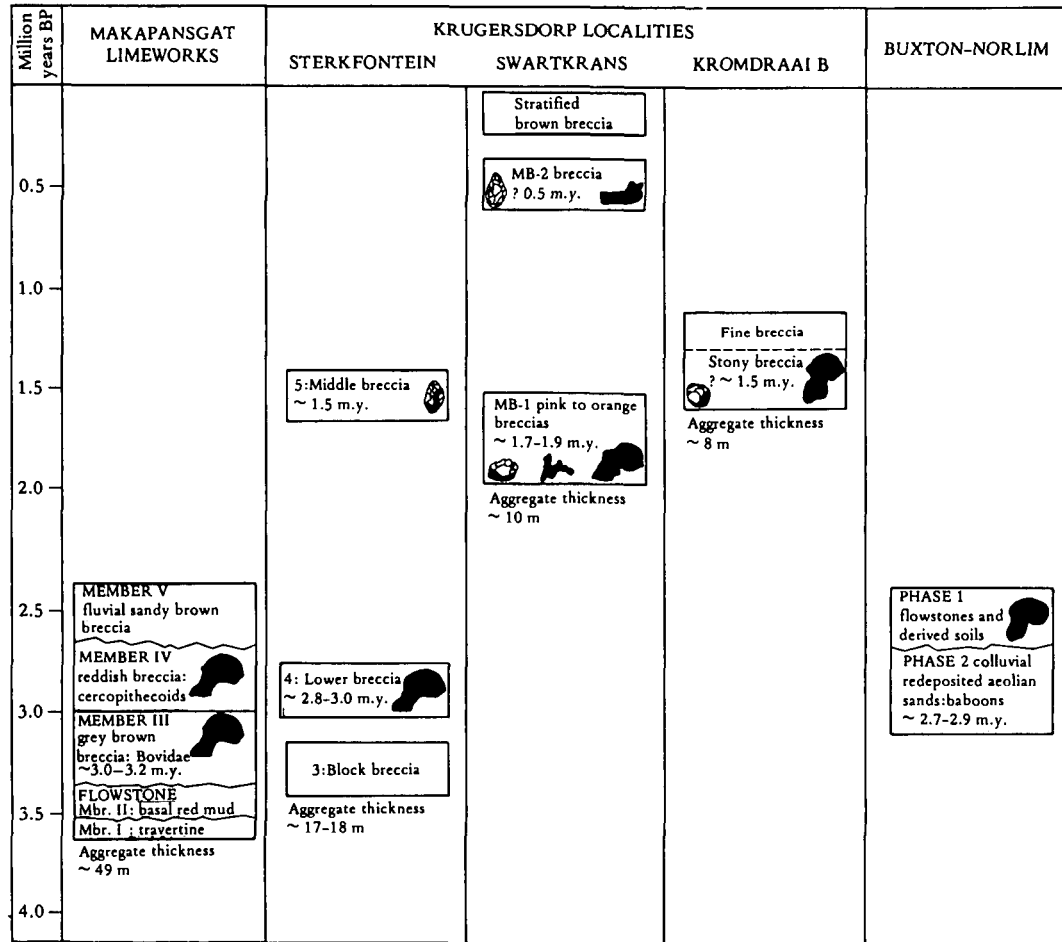 Million years BP
MAKAPANSGAT
LIMEWORKS
KRUGERSDORP LOCALITIES
STERKFONTEIN
SWARTKRANS
KROMDRAAI B
BUXTON–NORLIM
0.5
1.0
1.5
2.0
2.5
3.0
3.5
4.0
MEMBER V
fluvial sandy brown
breccia
MEMBER IV
reddish breccia:
cercopithecoids
MEMBER III
grey brown
breccia: Bovidae
~3.0–3.2 m.y.
FLOWSTONE
Mbr. II: basal red mud
Mbr. I : travertine
Aggregate thickness
~ 49 m
5:Middle breccia
~ 1.5 m.y.
4: Lower breccia
~ 2.8–3.0 m.y.
3:Block breccia
Aggregate thickness
~ 17–18 m
Stratified
brown breccia
MB-2 breccia
? 0.5 m.y.
MB-1 pink to orange
breccias
~ 1.7–1.9 m.y.
Aggregate thickness
~ 10 m
Fine breccia
Stony breccia
? ~ 1.5 m.y.
Aggregate thickness
~ 8 m
PHASE 1
flowstones and
derived soils
PHASE 2 colluvial
redeposited aeolian
sands:baboons
~ 2.7–2.9 m.y.